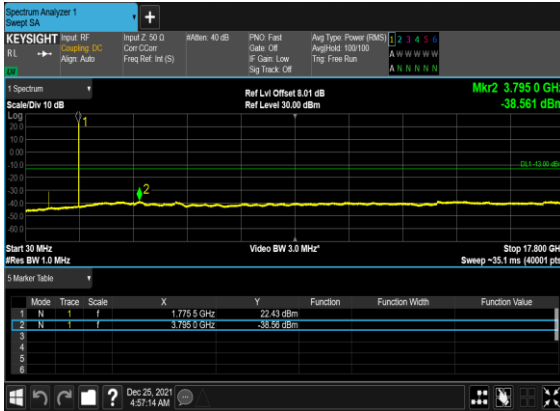 Spectrum Analyzer 1
Swept SA
+
KEYSIGHT Input: RF Input Z: 50 Ω #Atten: 40 dB PNO: Fast Avg Type: Power (RMS) 1 2 3 4 5 6
RL Coupling: DC Corr CCorr Gate: Off Avg|Hold: 100/100 A W W W W W
Align: Auto Freq Ref: Int (S) IF Gain: Low Trig: Free Run
Sig Track: Off A N N N N N
1 Spectrum Ref Lvl Offset 8.01 dB Mkr2 3.795 0 GHz
Scale/Div 10 dB Ref Level 30.00 dBm -38.561 dBm
Log
20.0
10.0
0.00
-10.0
-20.0
-30.0
-40.0
-50.0
-60.0
1
2
DL1 -13.00 dBm
Start 30 MHz Video BW 3.0 MHz* Stop 17.800 GH
#Res BW 1.0 MHz Sweep ~35.1 ms (40001 pts
5 Marker Table
Mode Trace Scale X Y Function Function Width Function Value
1 N 1 f 1.775 5 GHz 22.43 dBm
2 N 1 f 3.795 0 GHz -38.56 dBm
3
4
5
6
? Dec 25, 2021
4:57:14 AM